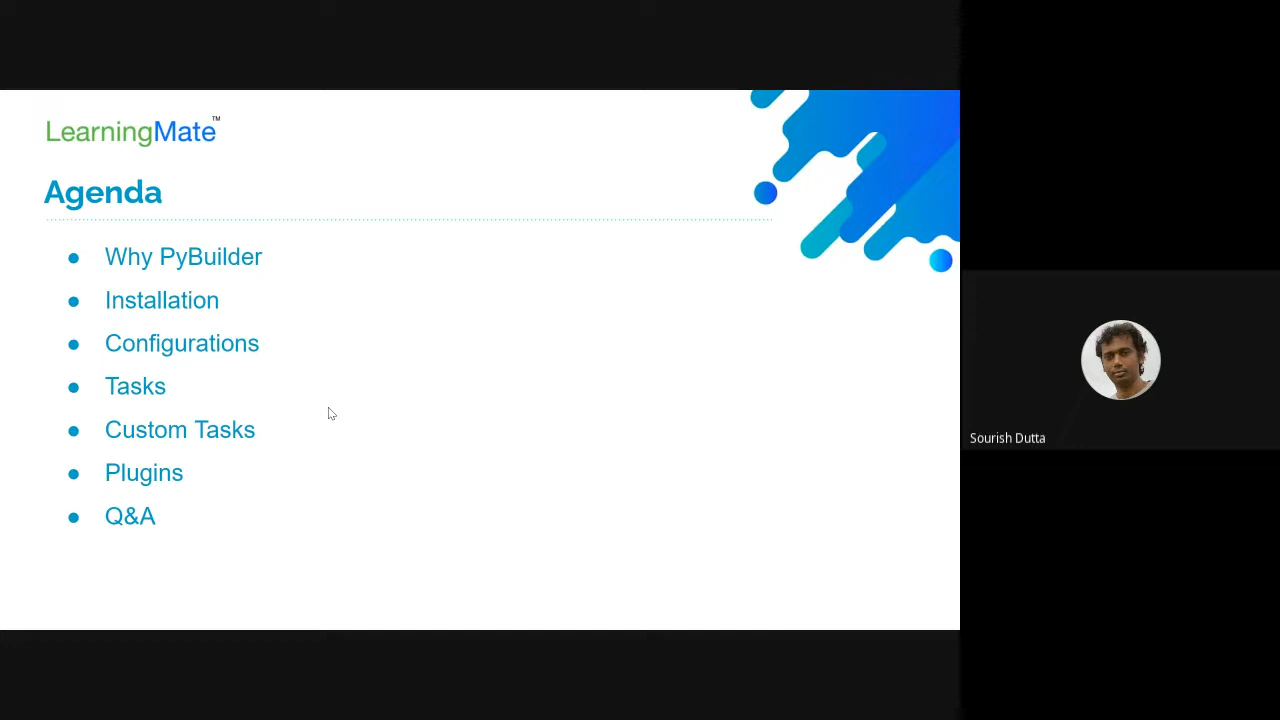 LearningMate™
Agenda
● Why PyBuilder
● Installation
● Configurations
● Tasks
● Custom Tasks
● Plugins
● Q&A
Sourish Dutta